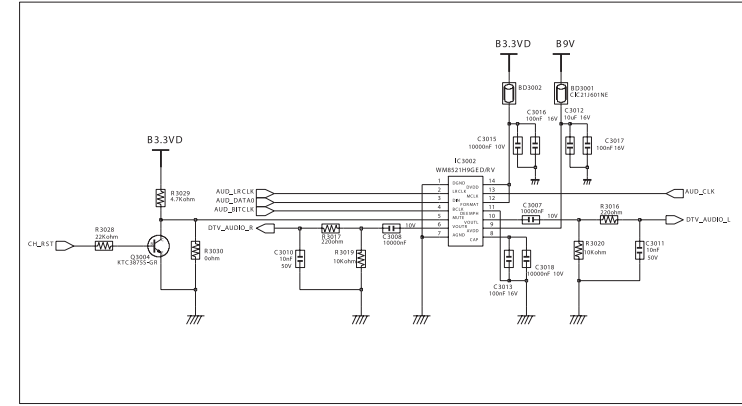 B3.3VD
B9V
BD3002
BD3001
CIC21J601NE
C3016
100nF 16V
C3012
10uF 16V
C3015
10000nF 10V
C3017
100nF 16V
B3.3VD
IC3002
WM8521H9GED/RV
R3029
4.7Kohm
AUD_LRCLK
AUD_DATA0
AUD_BITCLK
1
2
3
4
5
6
7
DGND
LRCLK
DIN
BCLK
MUTE
VOUTR
AGND
DVDD
MCLK
FORMAT
DEEMPH
VOUTL
AVDD
CAP
14
13
12
11
10
9
8
AUD_CLK
C3007
10000nF
10V
R3016
220ohm
DTV_AUDIO_L
DTV_AUDIO_R
R3017
220ohm
C3008
10000nF
10V
CH_RST
R3028
22Kohm
Q3004
KTC3875S-GR
R3030
0ohm
C3010
10nF
50V
R3019
10Kohm
C3018
10000nF 10V
C3013
100nF 16V
R3020
10Kohm
C3011
10nF
50V